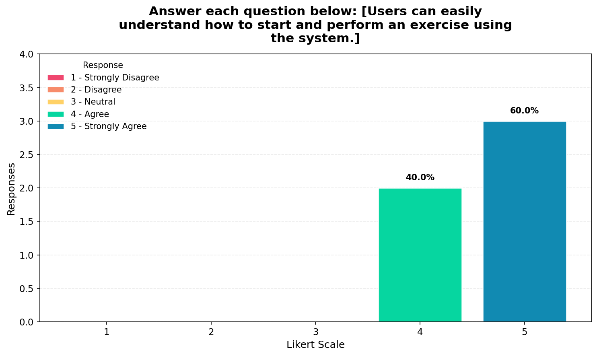 Answer each question below: [Users can easily
understand how to start and perform an exercise using
the system.]
Response
1 - Strongly Disagree
2 - Disagree
3 - Neutral
4 - Agree
5 - Strongly Agree
40.0%
60.0%
Responses
4.0
3.5
3.0
2.5
2.0
1.5
1.0
0.5
0.0
1
2
3
4
5
Likert Scale